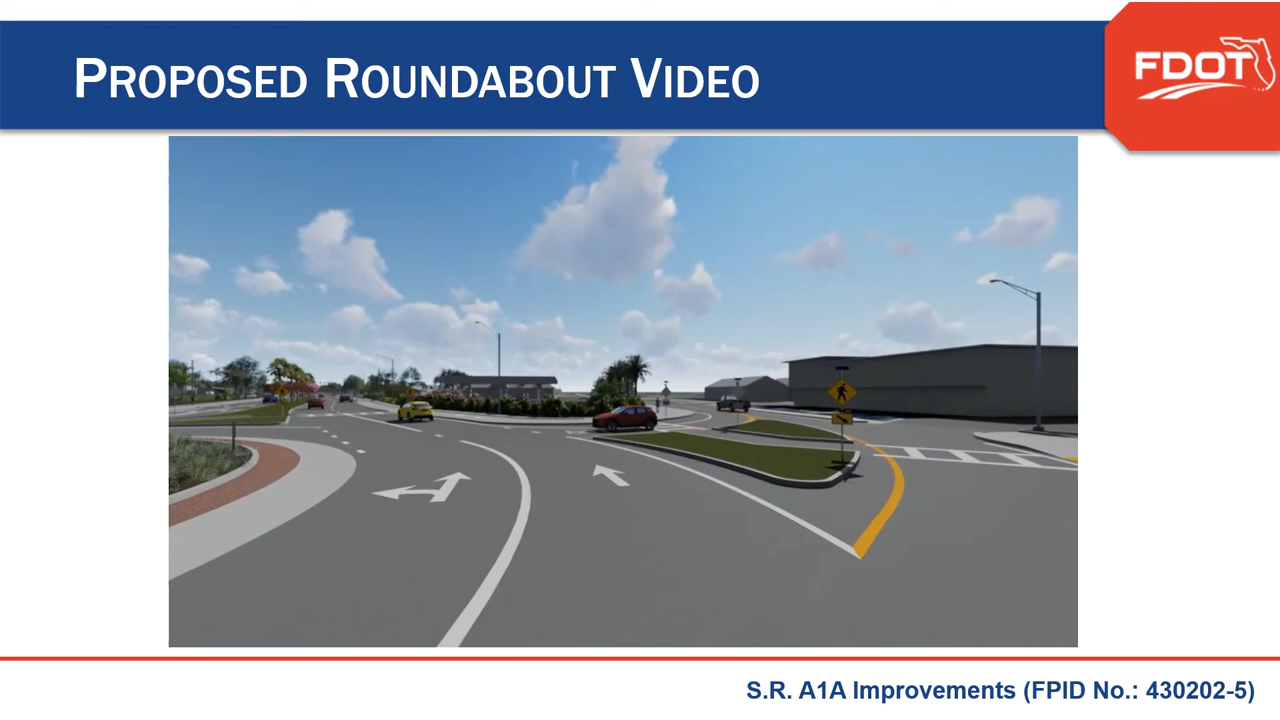 PROPOSED ROUNDABOUT VIDEO
FDOT
S.R. A1A Improvements (FPID No.: 430202-5)